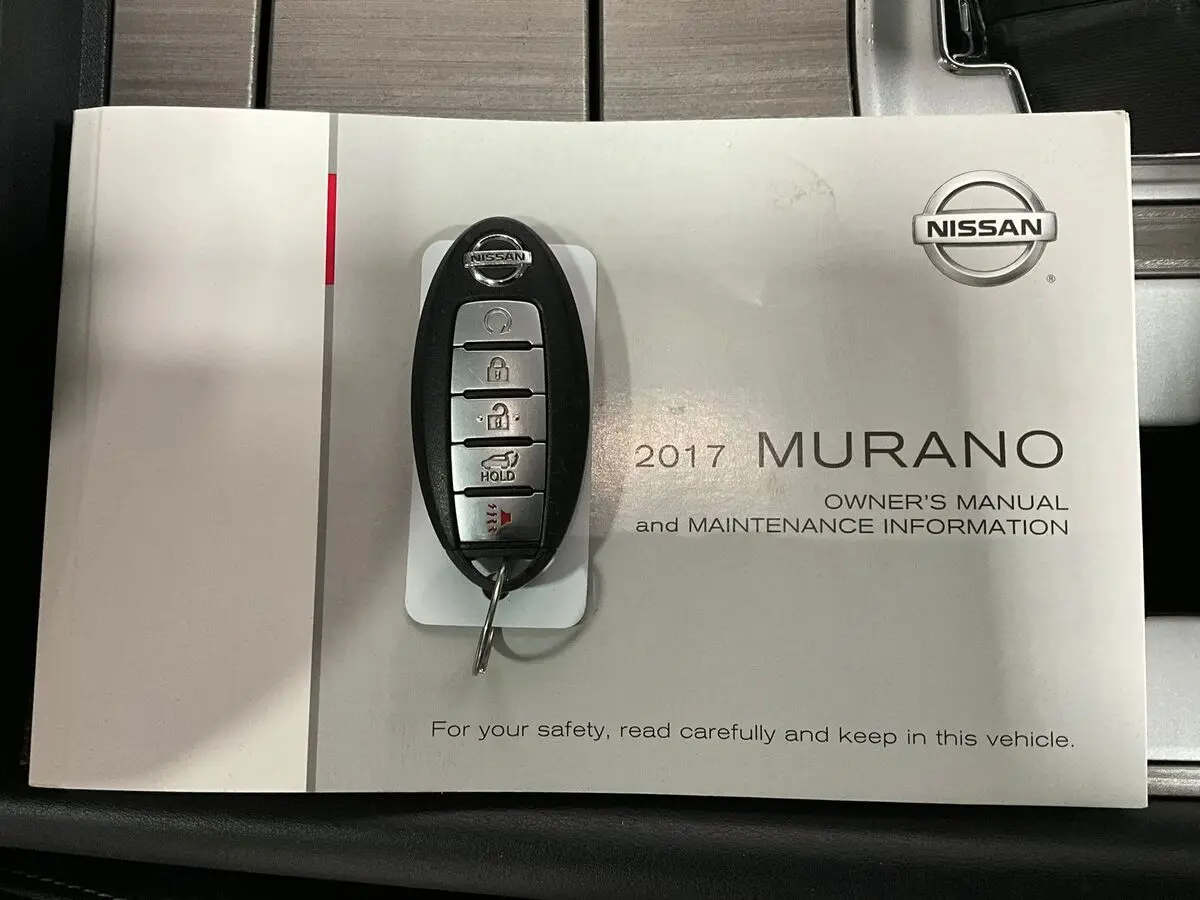 NISSAN
®
NISSAN
HOLD
2017 MURANO
OWNER'S MANUAL
and MAINTENANCE INFORMATION
For your safety, read carefully and keep in this vehicle.